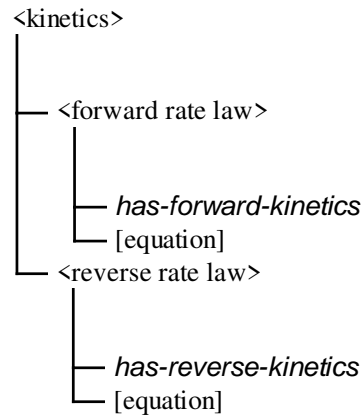 <kinetics>
<forward rate law>
has-forward-kinetics
[equation]
<reverse rate law>
has-reverse-kinetics
[equation]